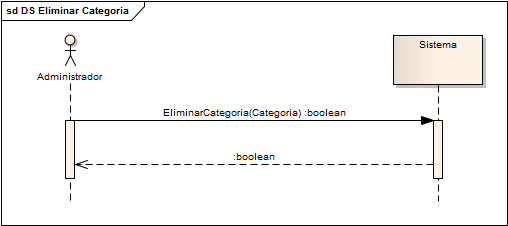 sd DS Eliminar Categoria
Sistema
Administrador
EliminarCategoria(Categoria) :boolean
:boolean